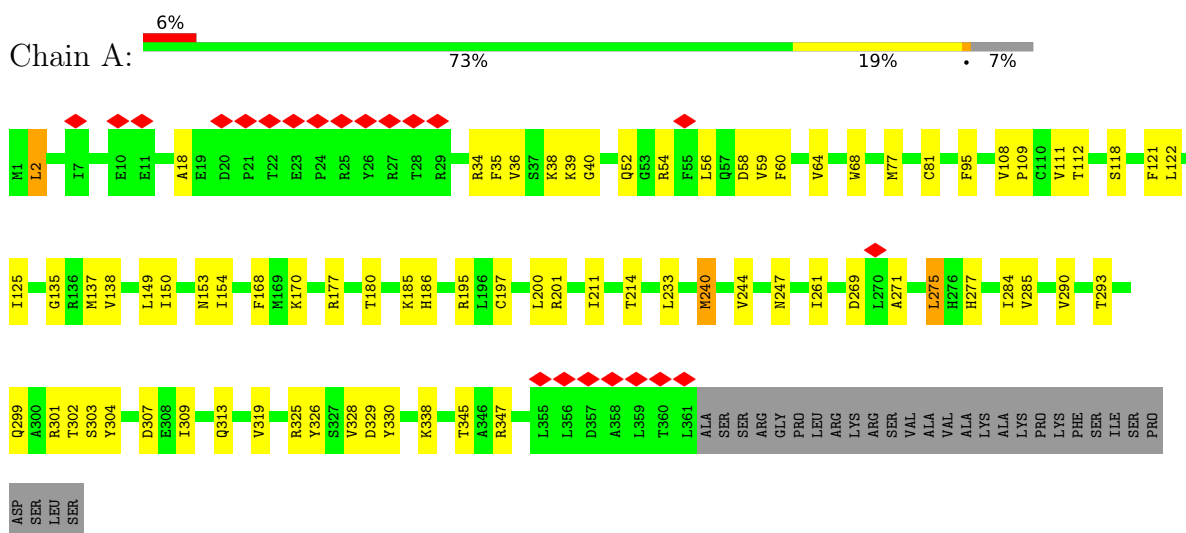 6%
Chain A:
73% 19% • 7%
M1 L2 I7 E10 E11 A18 E19 D20 P21 T22 E23 P24 R25 Y26 R27 T28 R29 R34 F35 V36 S37 K38 K39 G40 Q52 G53 R54 F55 L56 Q57 D58 V59 F60 V64 W68 M77 C81 F95 V108 P109 C110 V111 T112 S118 F121 L122
I125 G135 R136 M137 V138 L149 I150 N153 I154 F168 M169 K170 R177 T180 K185 H186 R195 L196 C197 L200 R201 I211 T214 L233 M240 V244 N247 I261 D269 L270 A271 L275 H276 H277 I284 V285 V290 T293
Q299 A300 R301 T302 S303 Y304 D307 E308 I309 Q313 V319 R325 Y326 S327 V328 D329 Y330 K338 T345 A346 R347 L355 L356 D357 A358 L359 T360 L361 ALA SER SER ARG GLY PRO LEU ARG LYS ARG SER VAL ALA VAL ALA LYS ALA LYS PRO LYS PHE SER ILE SER PRO
ASP SER LEU SER